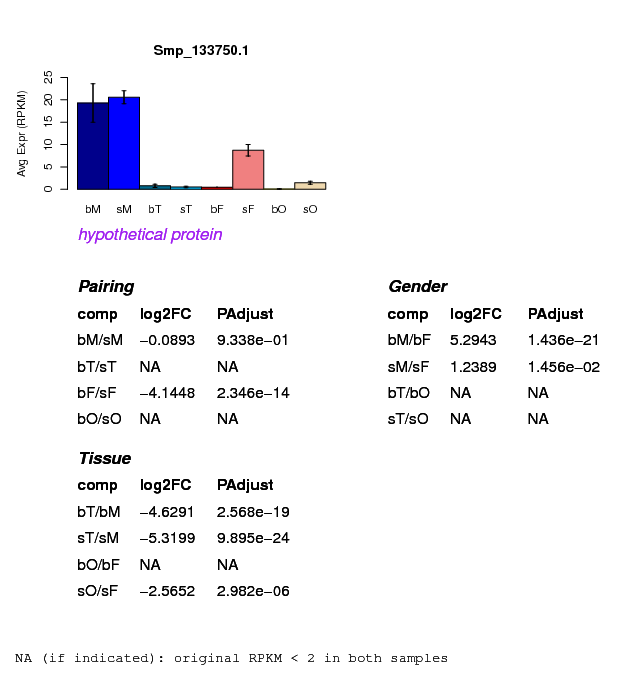 Smp_133750.1
Avg Expr (RPKM)
25
20
15
10
5
0
bM sM bT sT bF sF bO sO
hypothetical protein
Pairing
comp log2FC PAdjust
bM/sM −0.0893 9.338e−01
bT/sT NA NA
bF/sF −4.1448 2.346e−14
bO/sO NA NA
Gender
comp log2FC PAdjust
bM/bF 5.2943 1.436e−21
sM/sF 1.2389 1.456e−02
bT/bO NA NA
sT/sO NA NA
Tissue
comp log2FC PAdjust
bT/bM −4.6291 2.568e−19
sT/sM −5.3199 9.895e−24
bO/bF NA NA
sO/sF −2.5652 2.982e−06
NA (if indicated): original RPKM < 2 in both samples